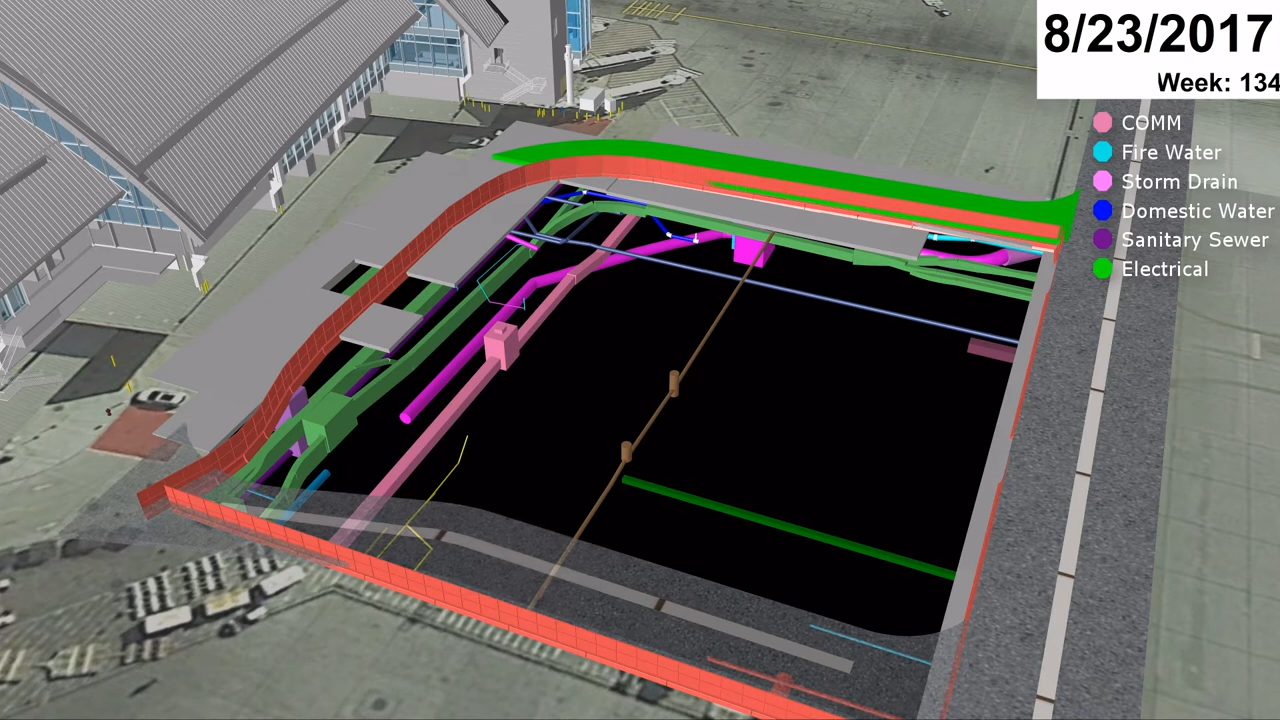 8/23/2017
Week: 134
COMM
Fire Water
Storm Drain
Domestic Water
Sanitary Sewer
Electrical